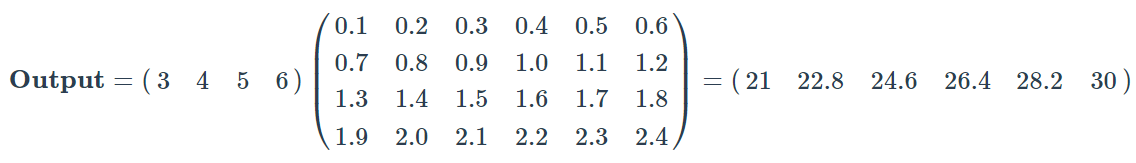 0.1 0.2 0.3 0.4 0.5 0.6
0.7 0.8 0.9 1.0 1.1 1.2
Output = ( 3 4 5 6 ) = ( 21 22.8 24.6 26.4 28.2 30 )
1.3 1.4 1.5 1.6 1.7 1.8
1.9 2.0 2.1 2.2 2.3 2.4